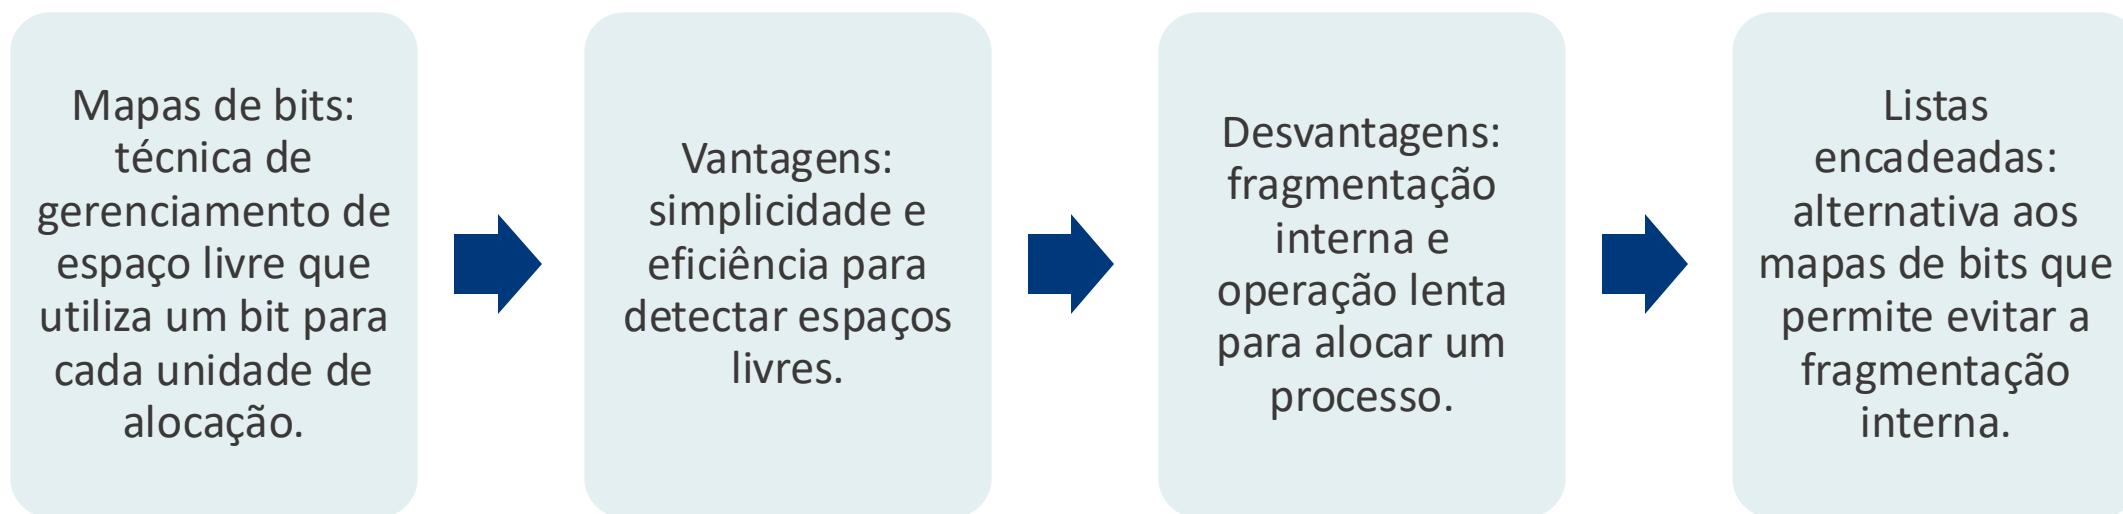 Mapas de bits:
técnica de
gerenciamento de
espaço livre que
utiliza um bit para
cada unidade de
alocação.
Vantagens:
simplicidade e
eficiência para
detectar espaços
livres.
Desvantagens:
fragmentação
interna e
operação lenta
para alocar um
processo.
Listas
encadeadas:
alternativa aos
mapas de bits que
permite evitar a
fragmentação
interna.